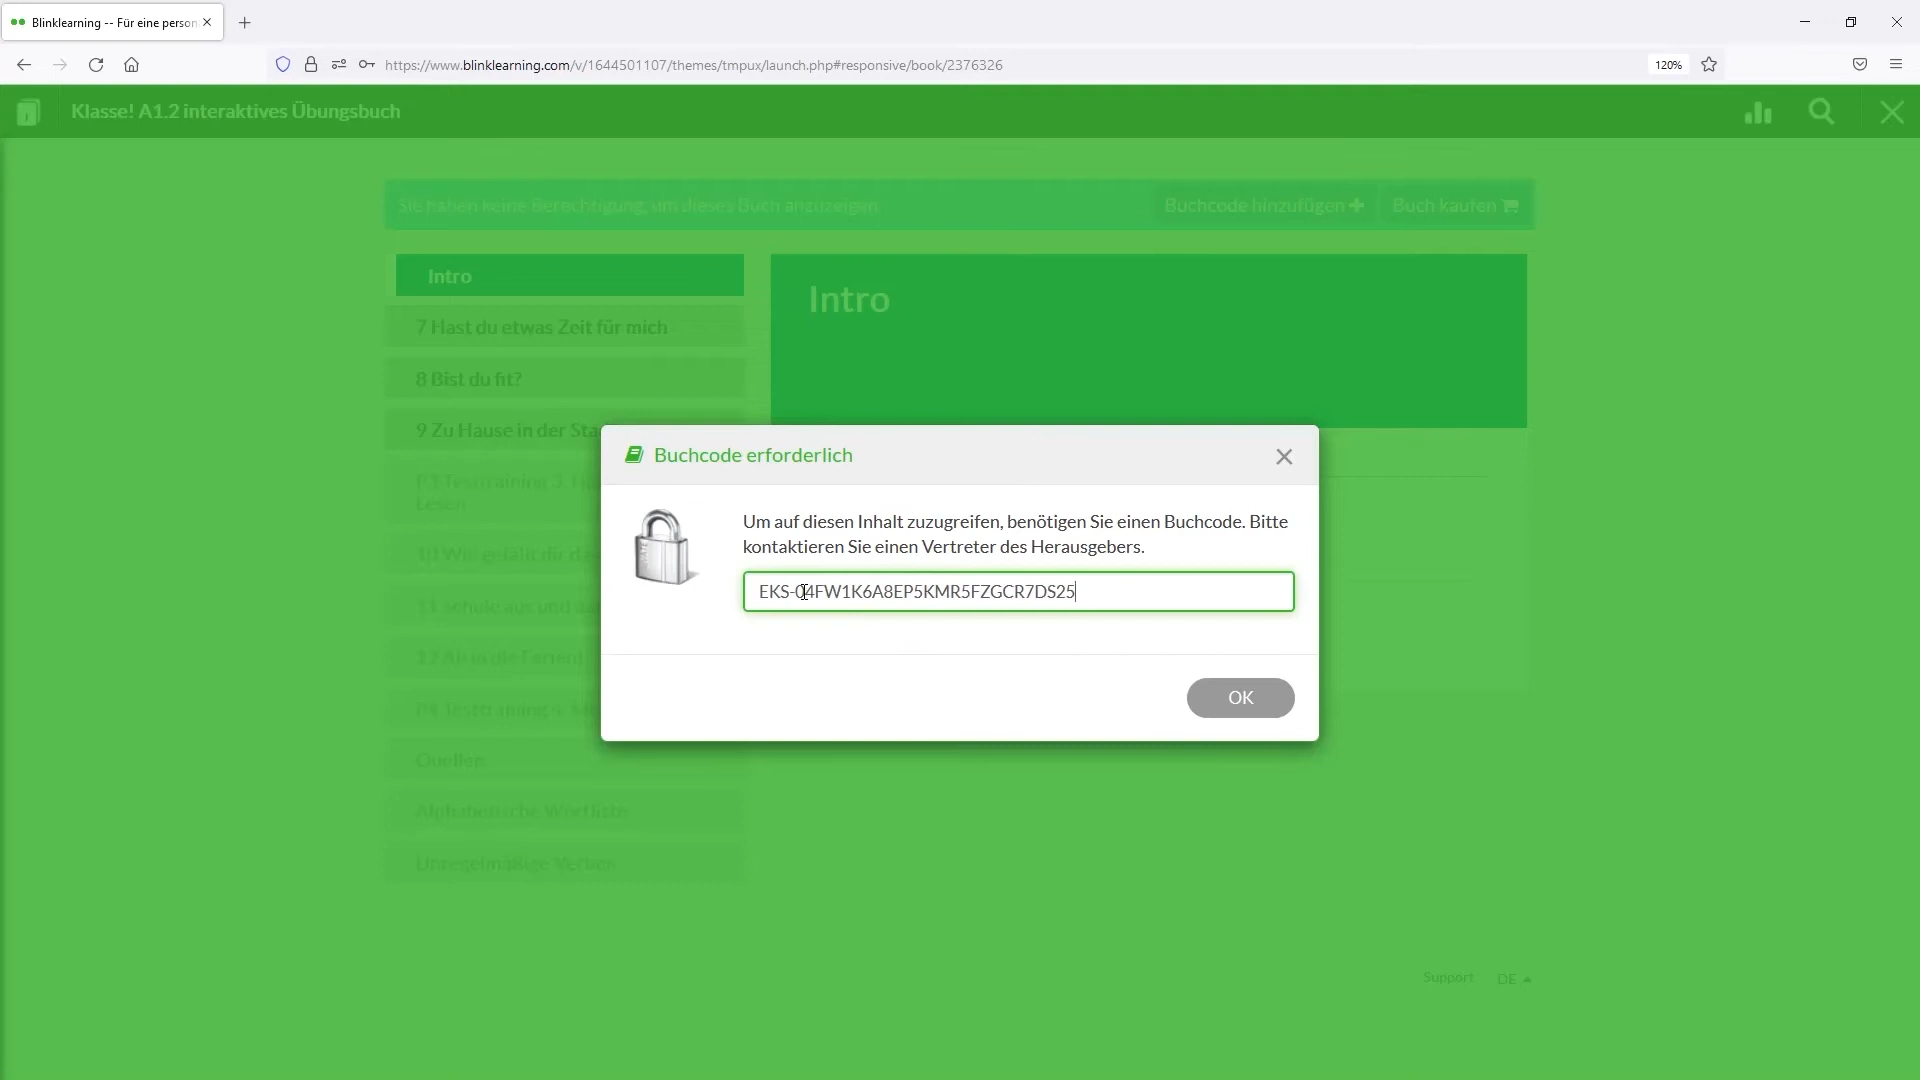 Blinklearning -- Für eine person
https://www.blinklearning.com/v/1644501107/themes/tmpux/launch.php#responsive/book/2376326
120%
Klasse! A1.2 interaktives Übungsbuch
Sie haben keine Berechtigung, um dieses Buch anzuzeigen
Buchcode hinzufügen
Buch kaufen
Intro
Intro
7 Hast du etwas Zeit für mich
8 Bist du fit?
9 Zu Hause in der Sta
Lesen
Quellen
Alphabetische Wortliste
Unregelmäßige Verben
Buchcode erforderlich
Um auf diesen Inhalt zuzugreifen, benötigen Sie einen Buchcode. Bitte
kontaktieren Sie einen Vertreter des Herausgebers.
EKS-04FW1K6A8EP5KMR5FZGCR7DS25
OK
Support
DE